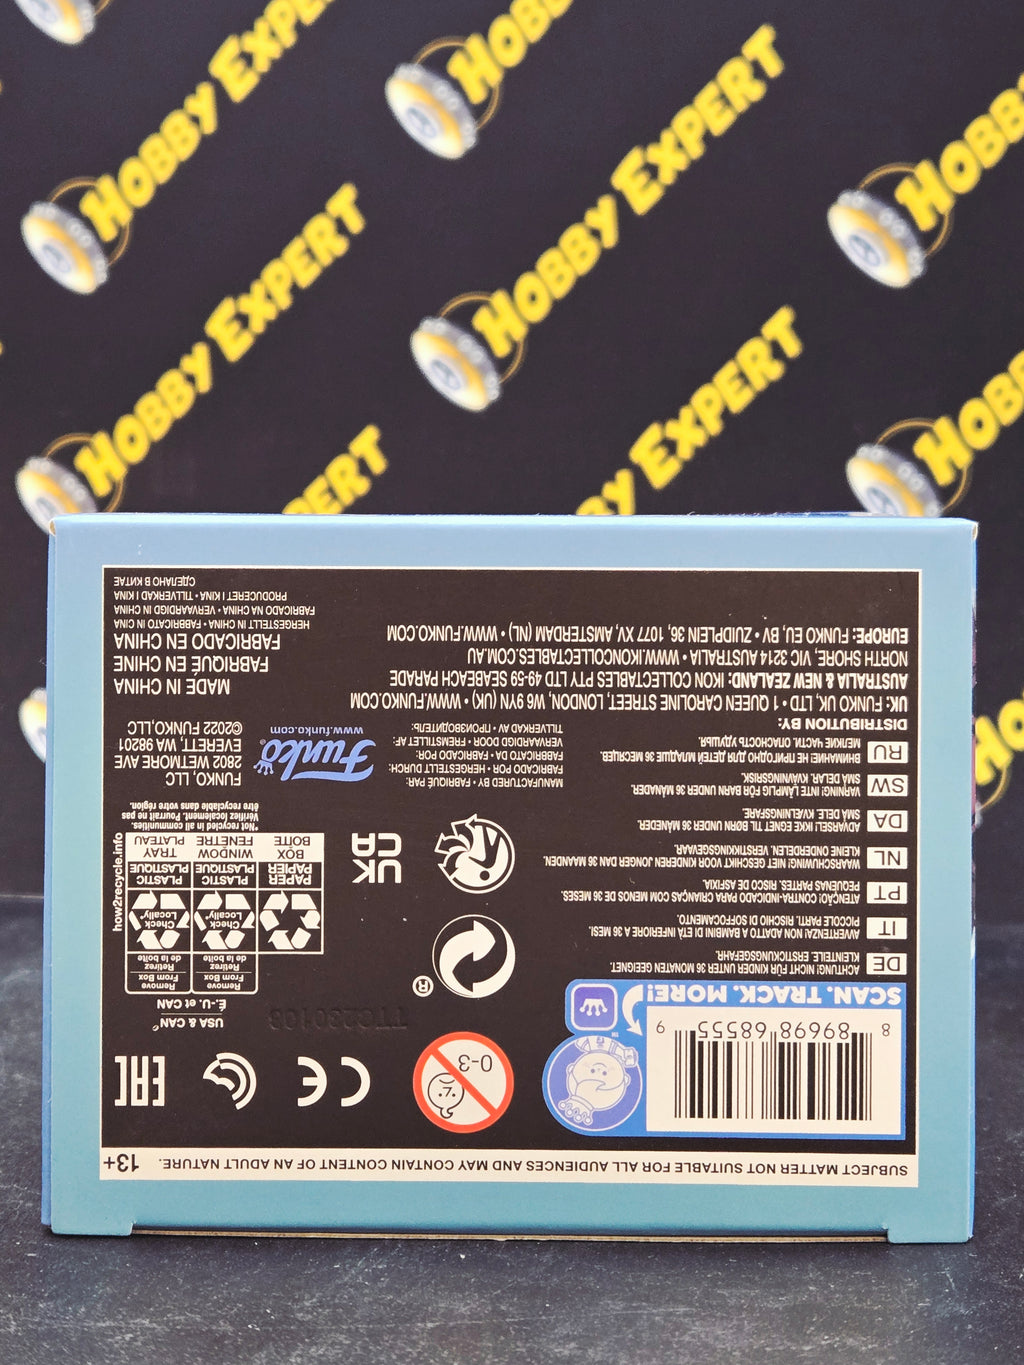 HOBBY EXPERT
HOBBY EXPERT
HOBBY EXPERT
HOBBY EXPERT
HOBBY EXPERT
HOBBY EXPERT
SUBJECT MATTER NOT SUITABLE FOR ALL AUDIENCES AND MAY CONTAIN CONTENT OF AN ADULT NATURE. 13+
8 89698 68555 9
SCAN. TRACK. MORE!
0-3
USA & CAN
É.-U. et CAN
Remove From Box
Retirez de la boîte
Remove From Box
Retirez de la boîte
Check Locally*
Check Locally*
PAPIER
PAPER
BOX
BOÎTE
PLASTIQUE
PLASTIC
WINDOW
FENÊTRE
PLASTIQUE
PLASTIC
TRAY
PLATEAU
how2recycle.info
*Not recycled in all communities.
Vérifiez localement. Pourrait ne pas
être recyclable dans votre région.
TTG230106
®
UK
CA
DE ACHTUNG! NICHT FÜR KINDER UNTER 36 MONATEN GEEIGNET.
KLEINTEILE. ERSTICKUNGSGEFAHR.
IT AVVERTENZA! NON ADATTO A BAMBINI DI ETÀ INFERIORE A 36 MESI.
PICCOLE PARTI. RISCHIO DI SOFFOCAMENTO.
PT ATENÇÃO! CONTRA-INDICADO PARA CRIANÇAS COM MENOS DE 36 MESES.
PEQUENAS PARTES. RISCO DE ASFIXIA.
NL WAARSCHUWING! NIET GESCHIKT VOOR KINDEREN JONGER DAN 36 MAANDEN.
KLEINE ONDERDELEN. VERSTIKKINGSGEVAAR.
DA ADVARSEL! IKKE EGNET TIL BØRN UNDER 36 MÅNEDER.
SMÅ DELE. KVÆLNINGSFARE.
SW VARNING! INTE LÄMPLIG FÖR BARN UNDER 36 MÅNADER.
SMÅ DELAR. KVÄVNINGSRISK.
RU ВНИМАНИЕ! НЕ ПРИГОДНО ДЛЯ ДЕТЕЙ МЛАДШЕ 36 МЕСЯЦЕВ.
МЕЛКИЕ ЧАСТИ. ОПАСНОСТЬ УДУШЬЯ.
MANUFACTURED BY • FABRIQUÉ PAR:
FABRICADO POR • HERGESTELLT DURCH:
FABBRICATO DA • FABRICADO POR:
VERVAARDIGD DOOR • FREMSTILLET AF:
TILLVERKAD AV • ПРОИЗВОДИТЕЛЬ:
Funko
www.funko.com
FUNKO, LLC
2802 WETMORE AVE
EVERETT, WA 98201
©2022 FUNKO,LLC
DISTRIBUTION BY:
UK: FUNKO UK, LTD • 1 QUEEN CAROLINE STREET, LONDON, W6 9YN (UK) • WWW.FUNKO.COM
AUSTRALIA & NEW ZEALAND: IKON COLLECTABLES PTY LTD 49-59 SEABEACH PARADE
NORTH SHORE, VIC 3214 AUSTRALIA • WWW.IKONCOLLECTABLES.COM.AU
EUROPE: FUNKO EU, BV • ZUIDPLEIN 36, 1077 XV, AMSTERDAM (NL) • WWW.FUNKO.COM
MADE IN CHINA
FABRIQUÉ EN CHINE
FABRICADO EN CHINA
HERGESTELLT IN CHINA • FABBRICATO IN CHINA
FABRICADO NA CHINA • VERVAARDIGD IN CHINA
PRODUCERET I KINA • TILLVERKAD I KINA
СДЕЛАНО В КИТАЕ